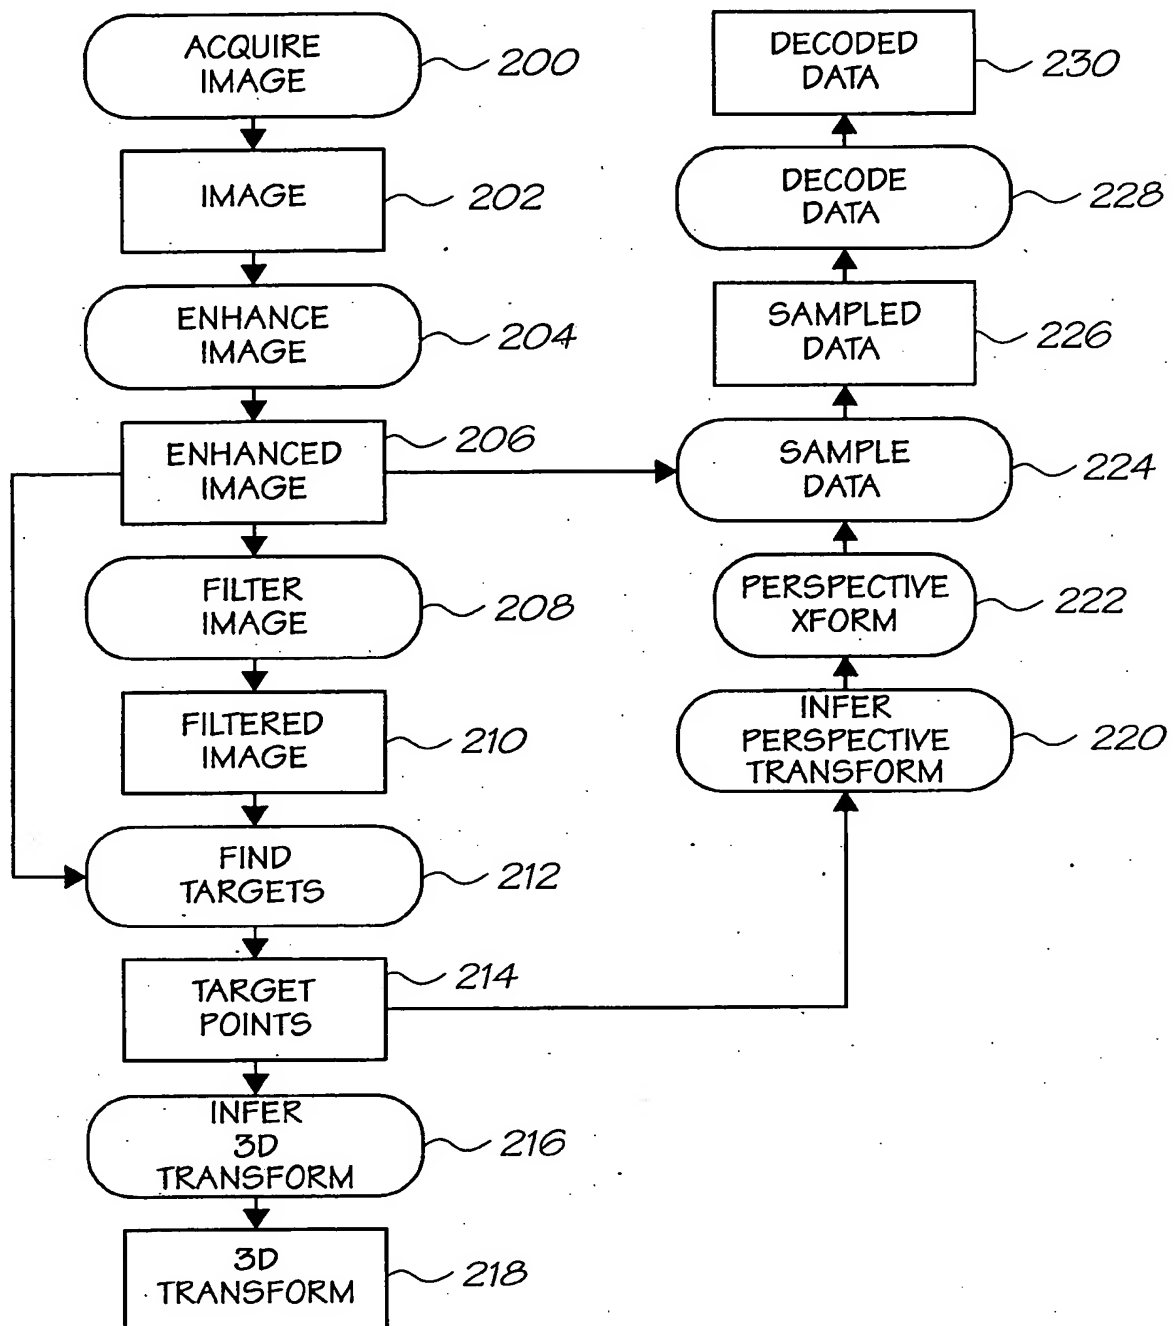 ACQUIRE
IMAGE
200
IMAGE
202
ENHANCE
IMAGE
204
ENHANCED
IMAGE
206
FILTER
IMAGE
208
FILTERED
IMAGE
210
FIND
TARGETS
212
TARGET
POINTS
214
INFER
3D
TRANSFORM
216
3D
TRANSFORM
218
DECODED
DATA
230
DECODE
DATA
228
SAMPLED
DATA
226
SAMPLE
DATA
224
PERSPECTIVE
XFORM
222
INFER
PERSPECTIVE
TRANSFORM
220